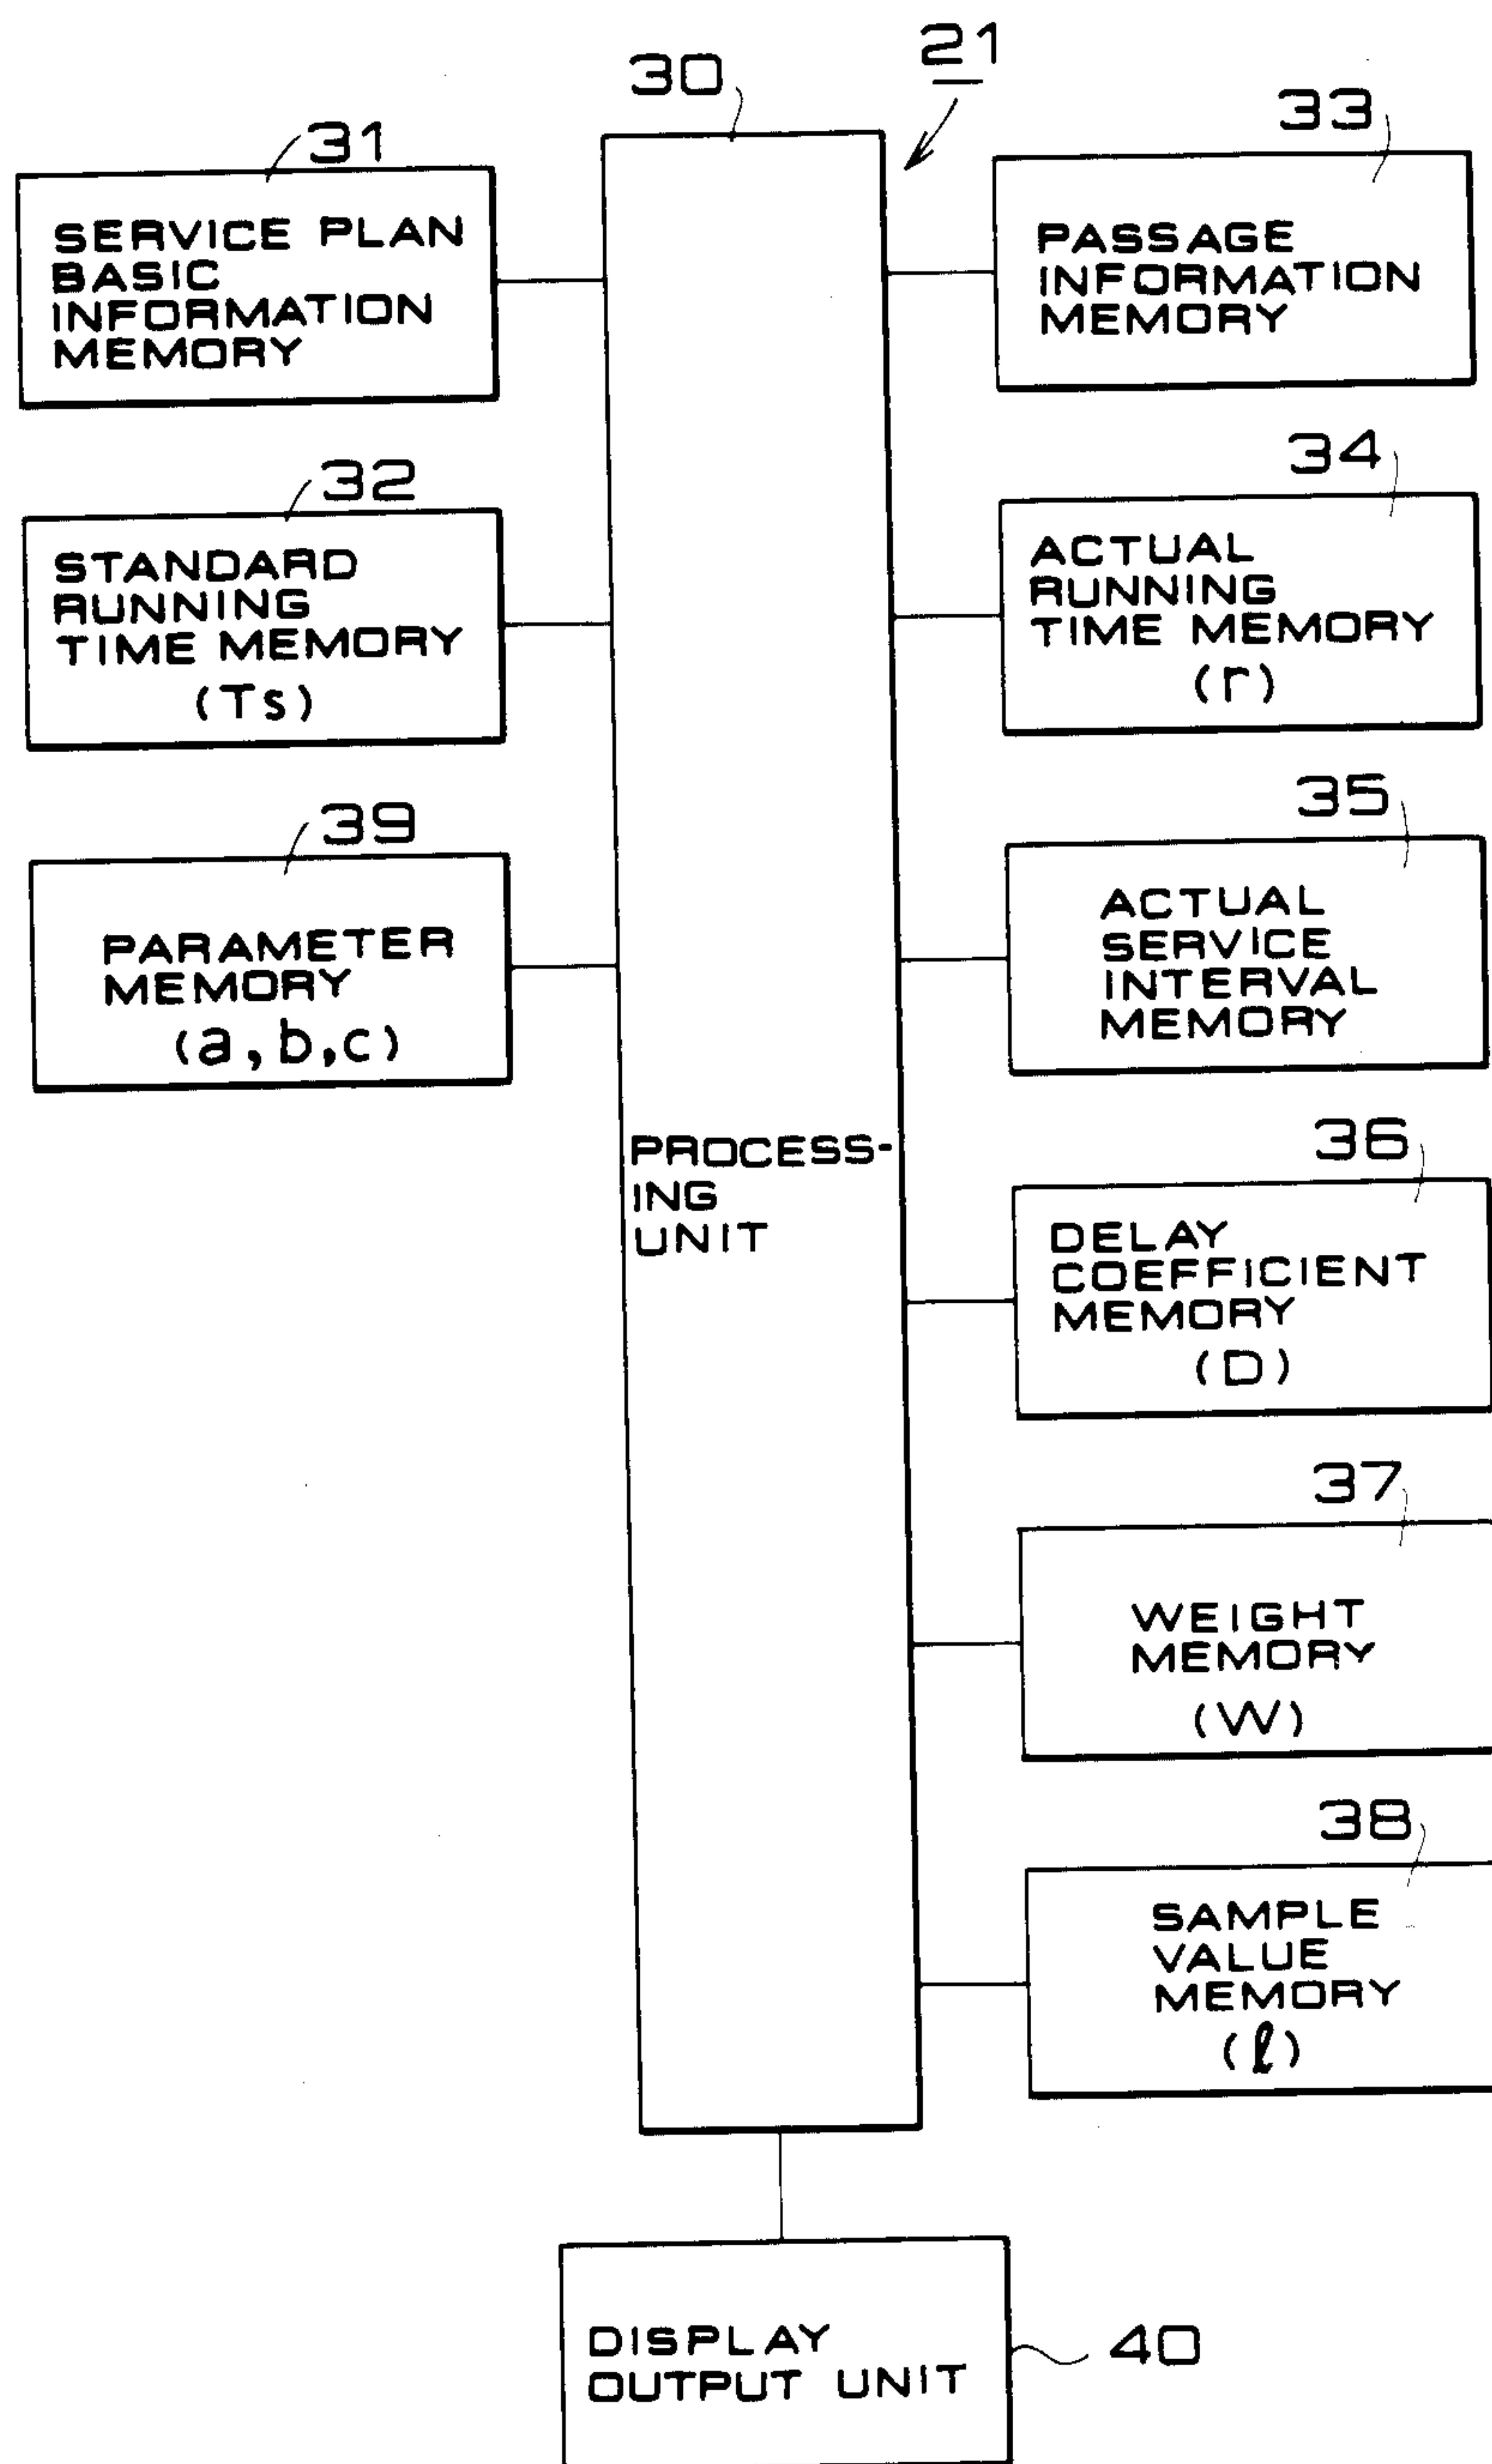 21
30
31
SERVICE PLAN
BASIC
INFORMATION
MEMORY
32
STANDARD
RUNNING
TIME MEMORY
(Ts)
39
PARAMETER
MEMORY
(a, b, c)
PROCESS-
ING
UNIT
33
PASSAGE
INFORMATION
MEMORY
34
ACTUAL
RUNNING
TIME MEMORY
(r)
35
ACTUAL
SERVICE
INTERVAL
MEMORY
36
DELAY
COEFFICIENT
MEMORY
(D)
37
WEIGHT
MEMORY
(W)
38
SAMPLE
VALUE
MEMORY
(ℓ)
DISPLAY
OUTPUT UNIT
40